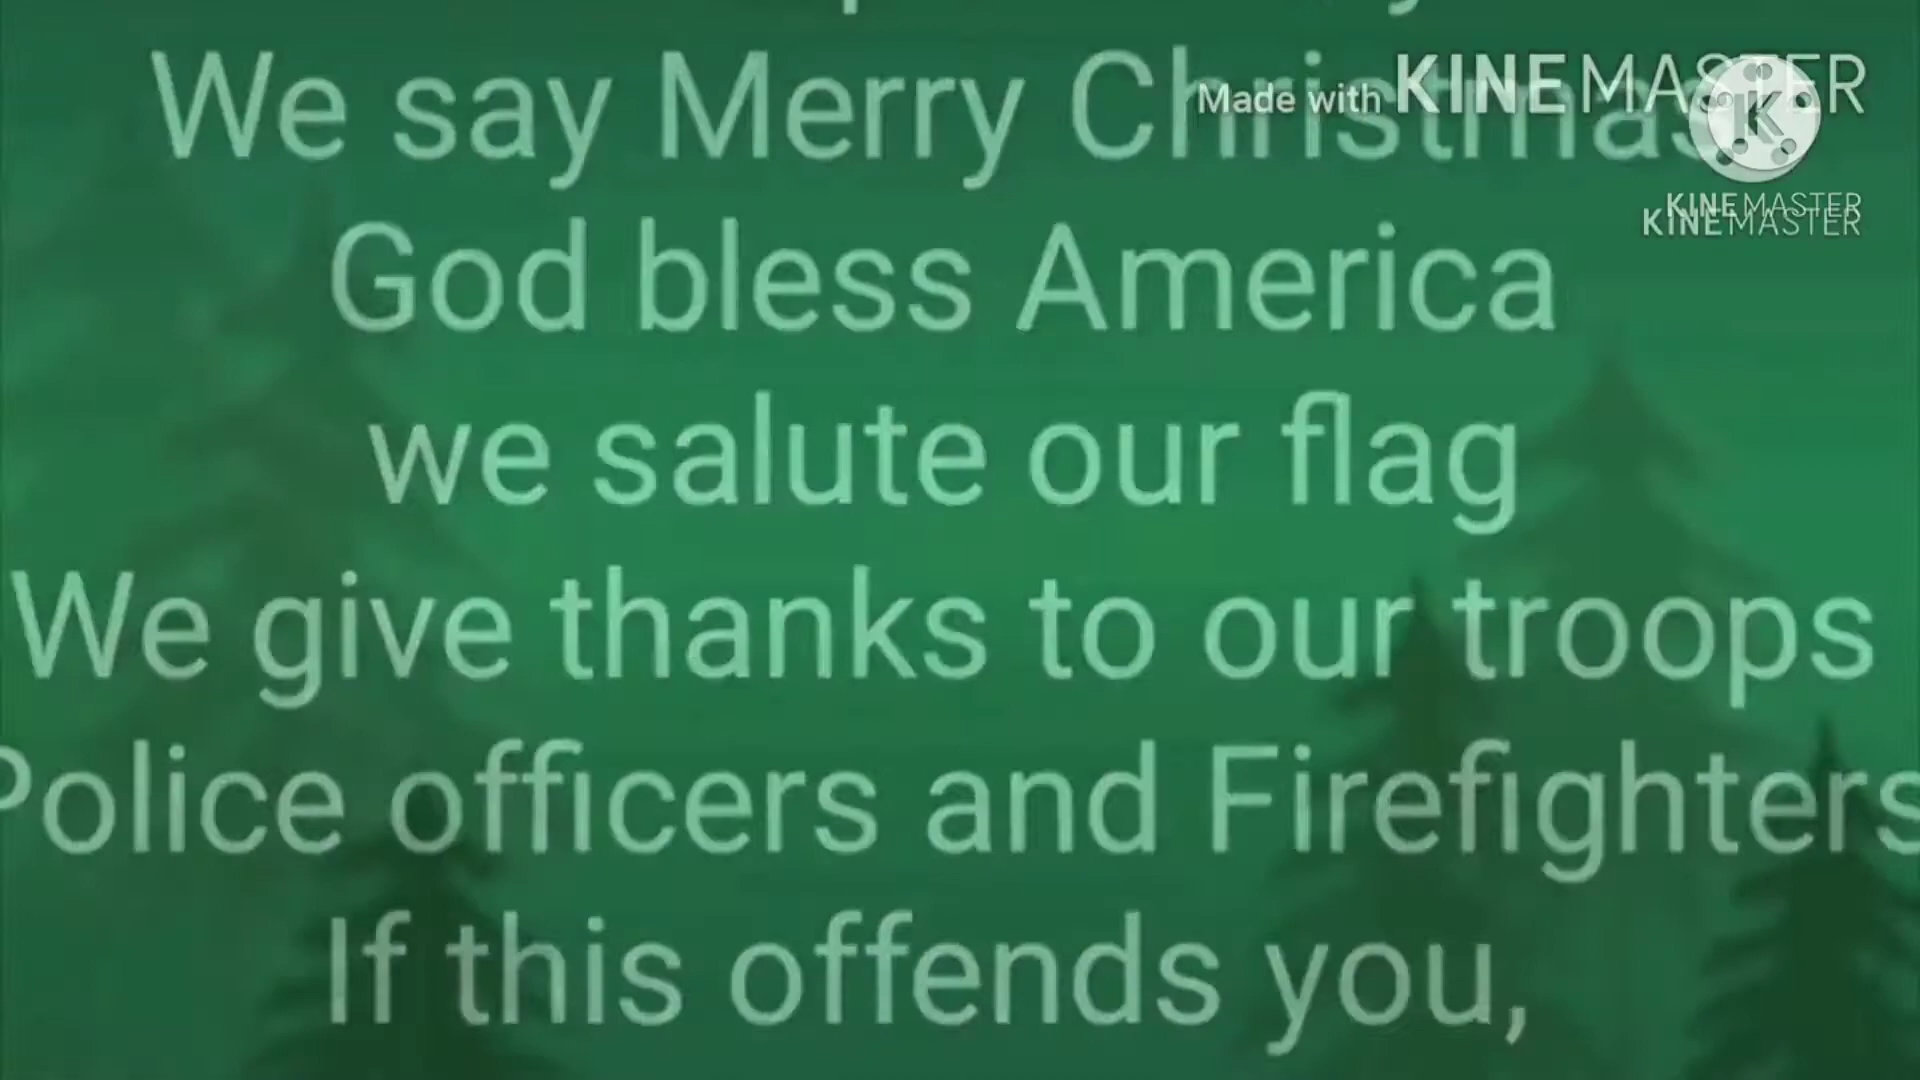 We say Merry Christmas
Made with KINEMASTER
K
KINEMASTER
KINEMASTER
God bless America
we salute our flag
We give thanks to our troops
Police officers and Firefighters
If this offends you,